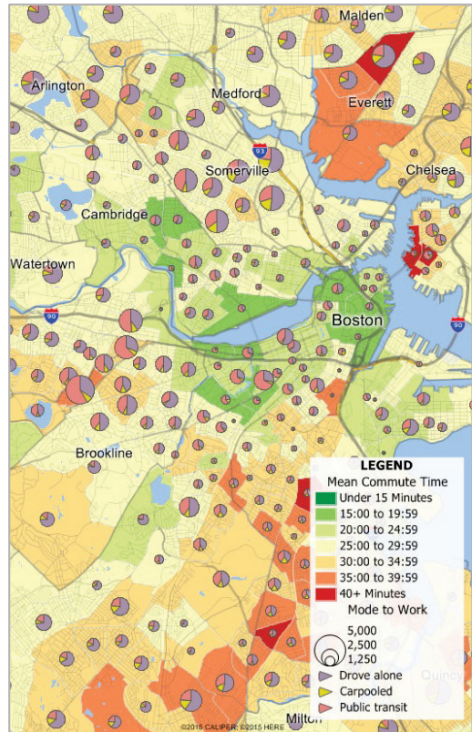 Malden
Arlington
Medford
Everett
93
Somerville
Chelsea
Cambridge
Watertown
90
Boston
90
Brookline
LEGEND
Mean Commute Time
Under 15 Minutes
15:00 to 19:59
20:00 to 24:59
25:00 to 29:59
30:00 to 34:59
35:00 to 39:59
40+ Minutes
Mode to Work
5,000
2,500
1,250
Drove alone
Carpooled
Public transit
Quincy
Milton
©2015 CALIPER; ©2015 HERE